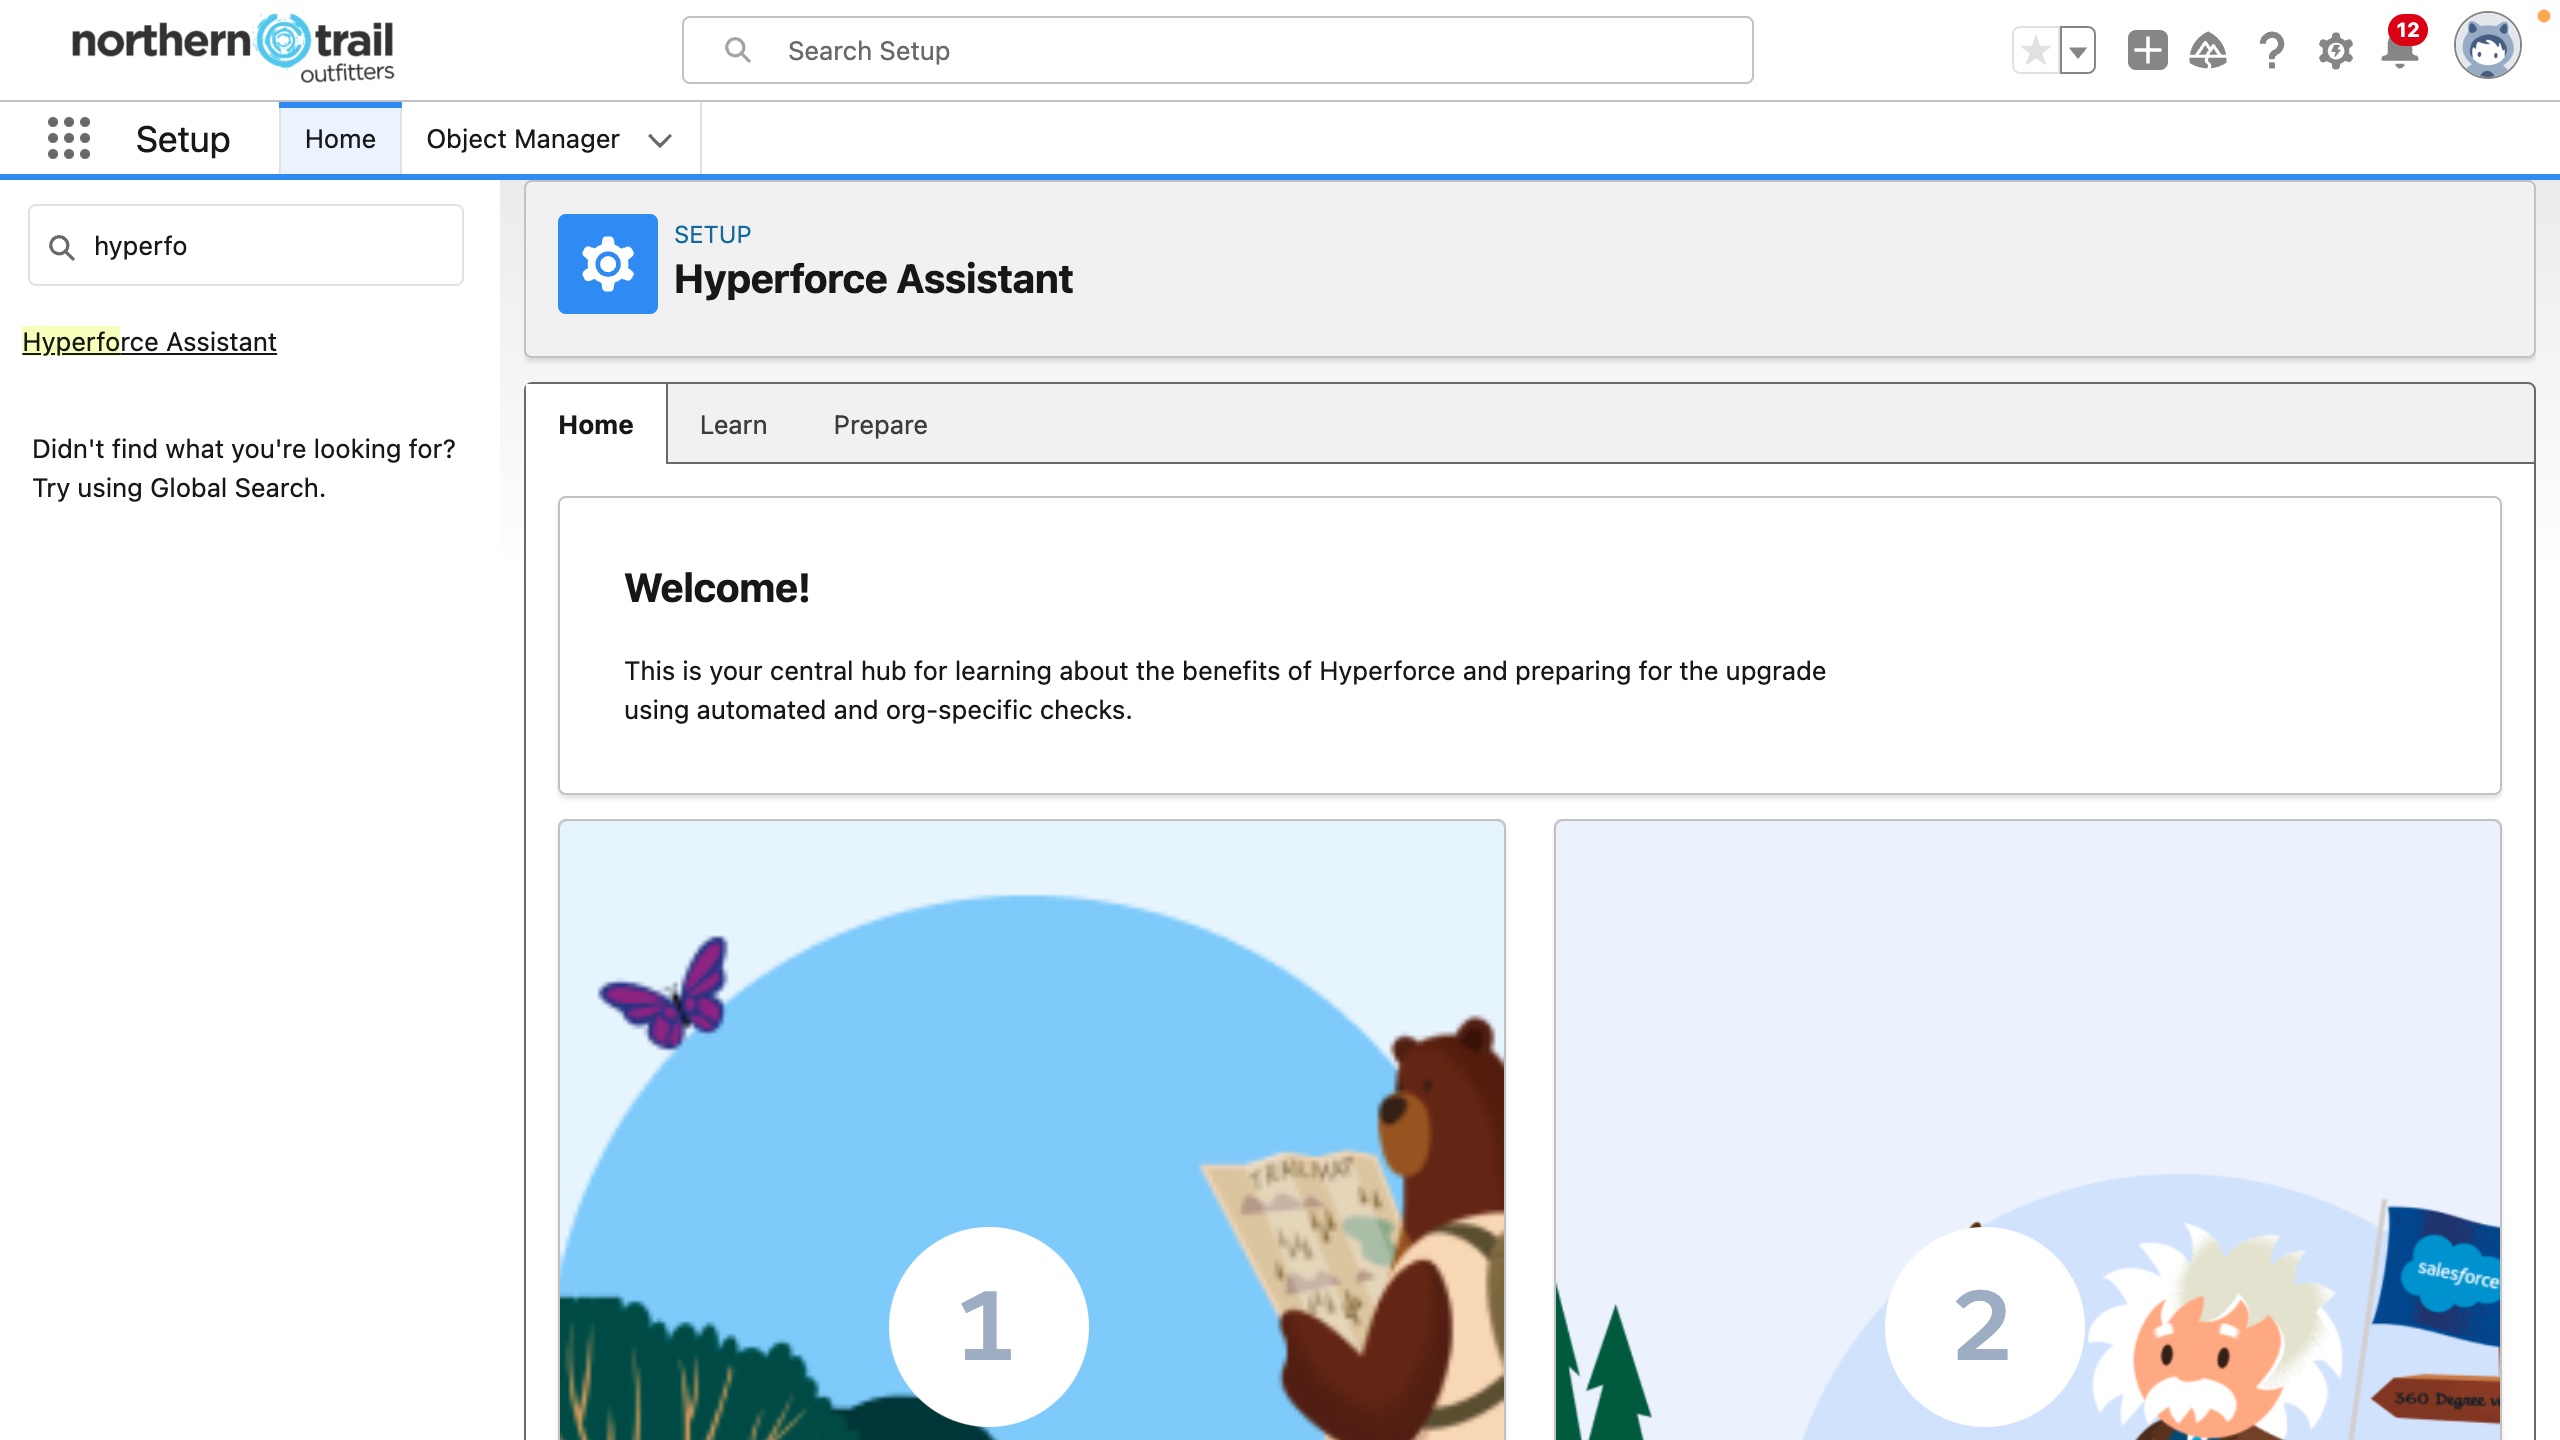 northern trail
outfitters
Search Setup
12
Setup
Home
Object Manager
hyperfo
SETUP
Hyperforce Assistant
Hyperforce Assistant
Didn't find what you're looking for?
Try using Global Search.
Home
Learn
Prepare
Welcome!
This is your central hub for learning about the benefits of Hyperforce and preparing for the upgrade
using automated and org-specific checks.
TRAILMAP
1
2
salesforce
360 Degree